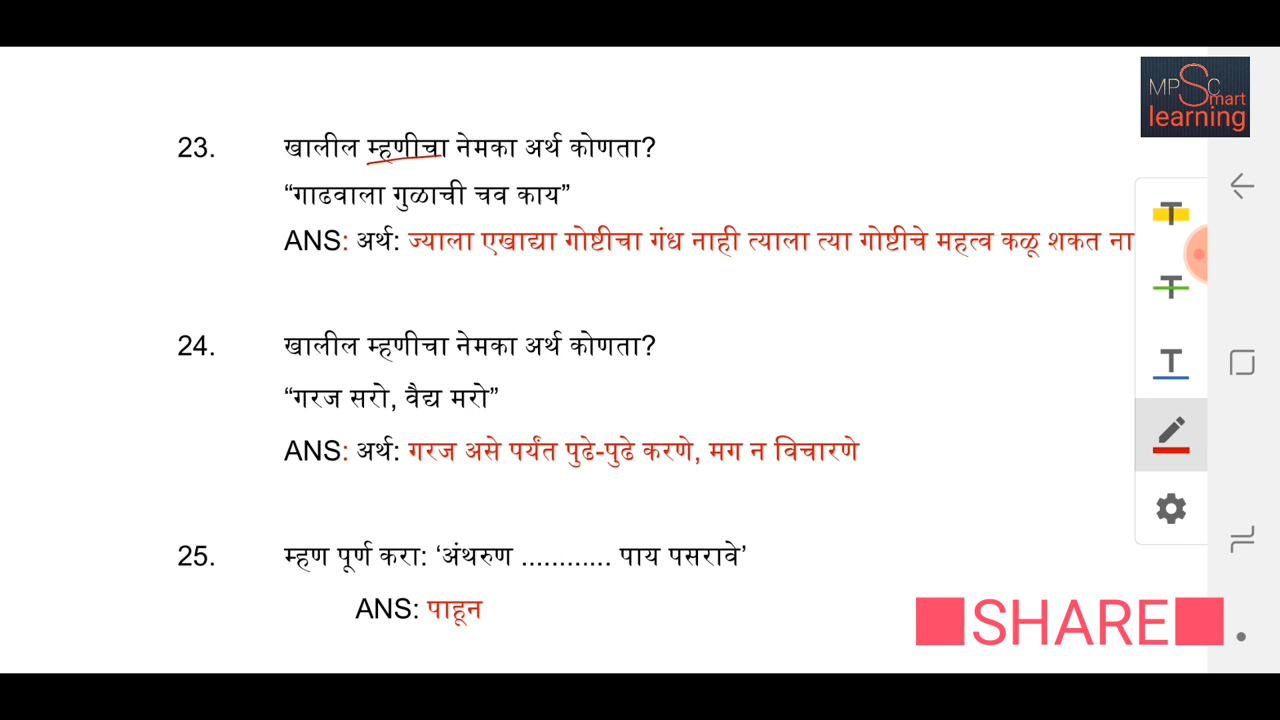 MPSC
Smart
learning
23. खालील म्हणीचा नेमका अर्थ कोणता?
“गाढवाला गुळाची चव काय”
ANS: अर्थ: ज्याला एखाद्या गोष्टीचा गंध नाही त्याला त्या गोष्टीचे महत्व कळू शकत ना
24. खालील म्हणीचा नेमका अर्थ कोणता?
“गरज सरो, वैद्य मरो”
ANS: अर्थ: गरज असे पर्यंत पुढे-पुढे करणे, मग न विचारणे
25. म्हण पूर्ण करा: ‘अंथरुण ............ पाय पसरावे’
ANS: पाहून
SHARE
T
T
T